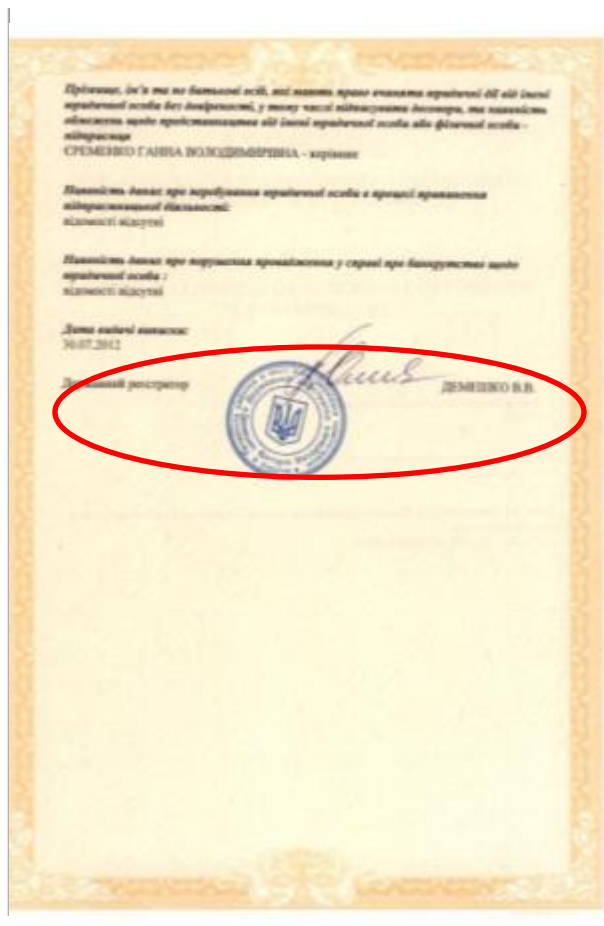 Прізвище, ім'я та по батькові осіб, які мають право вчиняти юридичні дії від імені
юридичної особи без довіреності, у тому числі підписувати договори, та наявність
обмежень щодо представництва від імені юридичної особи або фізичної особи -
підприємця
ЄРЕМЕНКО ГАННА ВОЛОДИМИРІВНА - керівник
Наявність даних про перебування юридичної особи в процесі припинення
підприємницької діяльності:
відомості відсутні
Наявність даних про порушення провадження у справі про банкрутство щодо
юридичної особи :
відомості відсутні
Дата видачі виписки:
30.07.2012
Державний реєстратор
ДЕМЕШКО В.В.